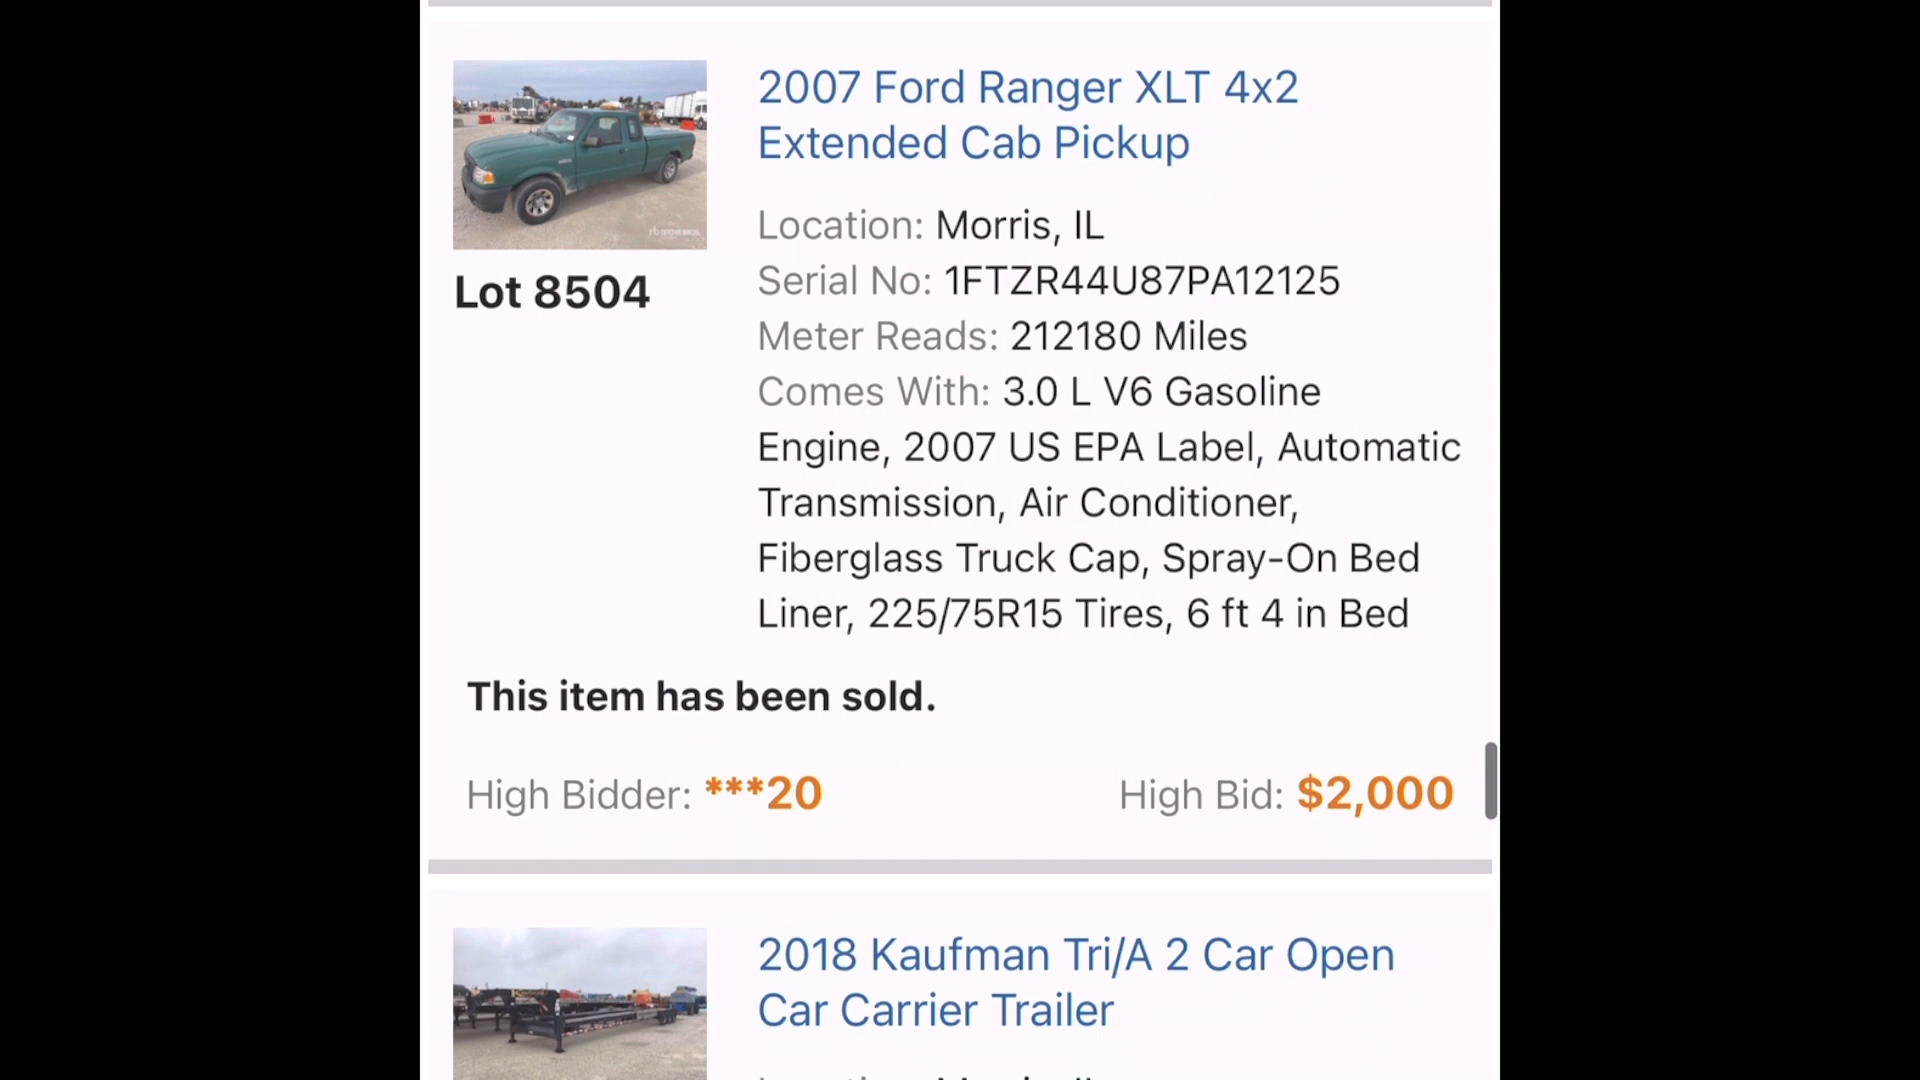 2007 Ford Ranger XLT 4x2
Extended Cab Pickup
Lot 8504
Location: Morris, IL
Serial No: 1FTZR44U87PA12125
Meter Reads: 212180 Miles
Comes With: 3.0 L V6 Gasoline
Engine, 2007 US EPA Label, Automatic
Transmission, Air Conditioner,
Fiberglass Truck Cap, Spray-On Bed
Liner, 225/75R15 Tires, 6 ft 4 in Bed
This item has been sold.
High Bidder: ***20
High Bid: $2,000
2018 Kaufman Tri/A 2 Car Open
Car Carrier Trailer